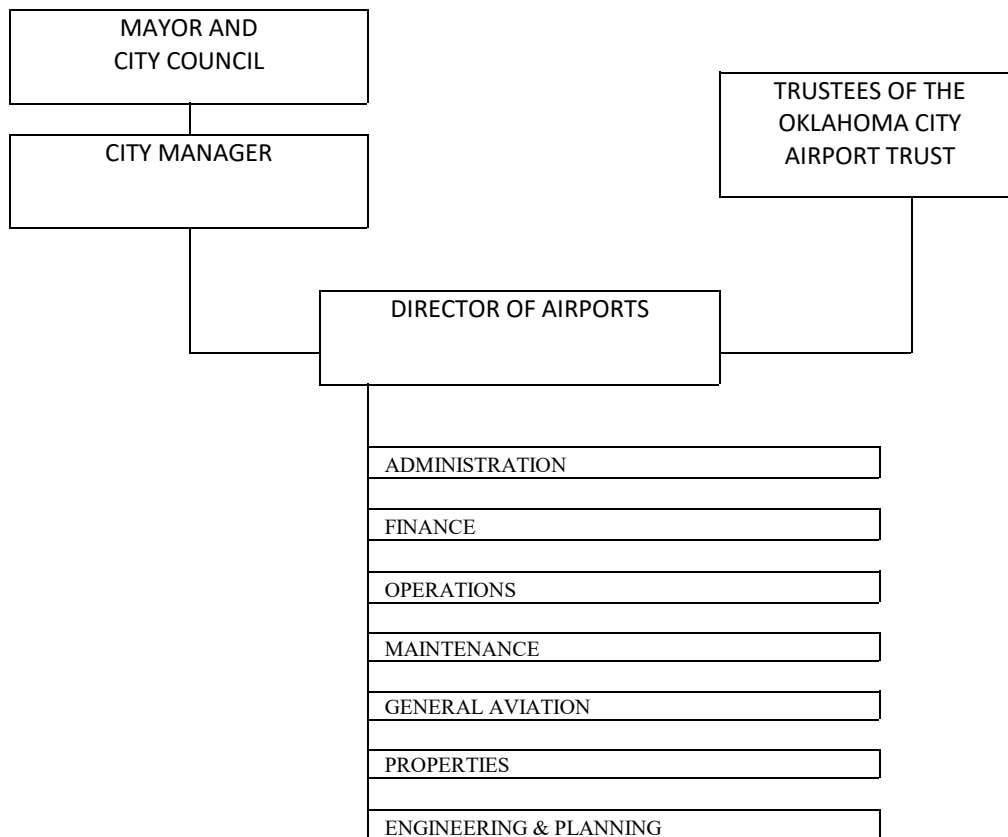 MAYOR AND
CITY COUNCIL
CITY MANAGER
TRUSTEES OF THE
OKLAHOMA CITY
AIRPORT TRUST
DIRECTOR OF AIRPORTS
ADMINISTRATION
FINANCE
OPERATIONS
MAINTENANCE
GENERAL AVIATION
PROPERTIES
ENGINEERING & PLANNING